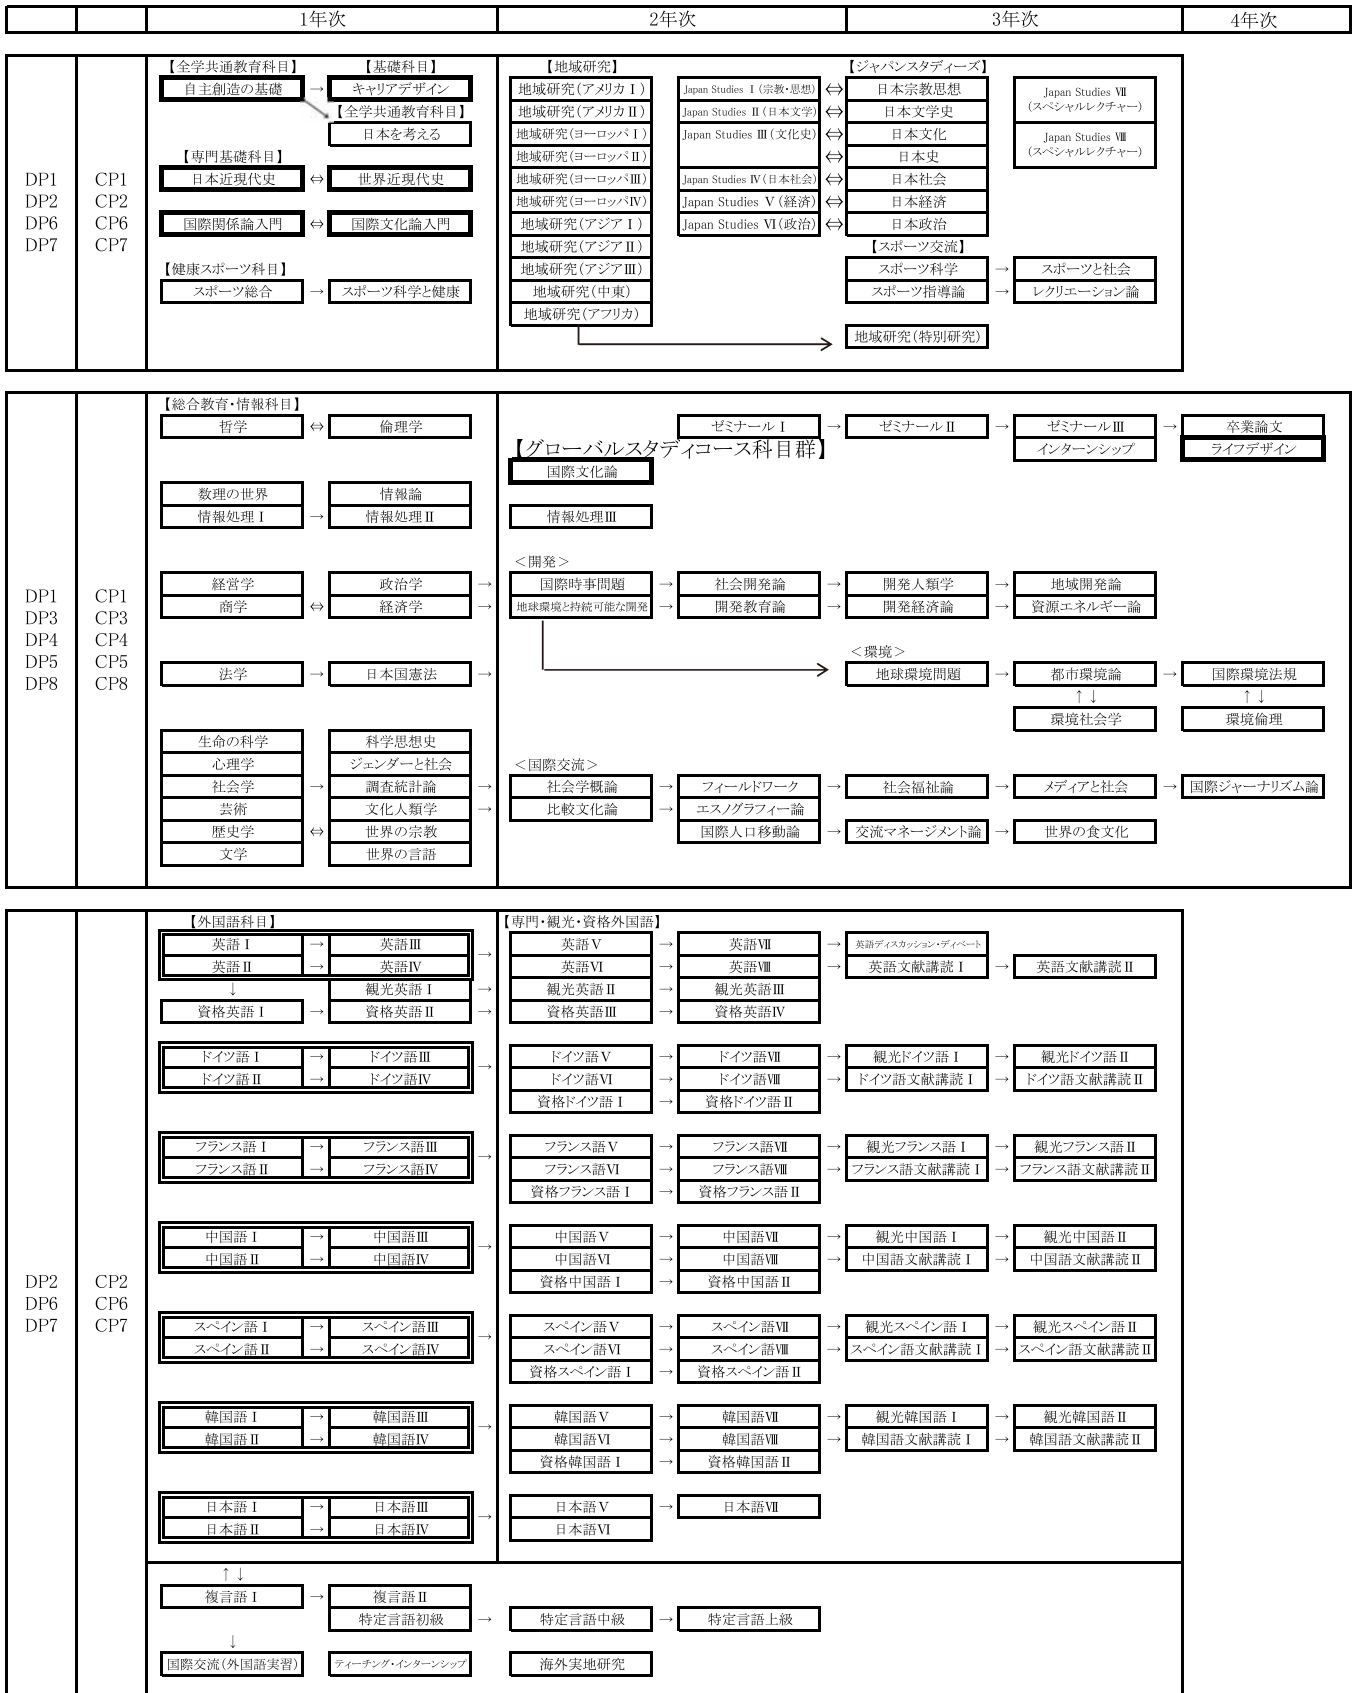 1年次 2年次 3年次 4年次
【全学共通教育科目】 【基礎科目】 【地域研究】 【ジャパンスタディーズ】
自主創造の基礎 → キャリアデザイン 地域研究(アメリカⅠ) Japan Studies Ⅰ(宗教・思想) ⇔ 日本宗教思想 Japan Studies Ⅶ
(スペシャルレクチャー)
【全学共通教育科目】 地域研究(アメリカⅡ) Japan Studies Ⅱ(日本文学) ⇔ 日本文学史
日本を考える 地域研究(ヨーロッパⅠ) Japan Studies Ⅲ(文化史) ⇔ 日本文化 Japan Studies Ⅷ
(スペシャルレクチャー)
【専門基礎科目】 地域研究(ヨーロッパⅡ) ⇔ 日本史
DP1 CP1 日本近現代史 ⇔ 世界近現代史 地域研究(ヨーロッパⅢ) Japan Studies Ⅳ(日本社会) ⇔ 日本社会
DP2 CP2 地域研究(ヨーロッパⅣ) Japan Studies Ⅴ(経済) ⇔ 日本経済
DP6 CP6 国際関係論入門 ⇔ 国際文化論入門 地域研究(アジアⅠ) Japan Studies Ⅵ(政治) ⇔ 日本政治
DP7 CP7 地域研究(アジアⅡ) 【スポーツ交流】
【健康スポーツ科目】 地域研究(アジアⅢ) スポーツ科学 → スポーツと社会
スポーツ総合 → スポーツ科学と健康 地域研究(中東) スポーツ指導論 → レクリエーション論
地域研究(アフリカ)
地域研究(特別研究)
【総合教育・情報科目】
哲学 ⇔ 倫理学 ゼミナールⅠ → ゼミナールⅡ → ゼミナールⅢ → 卒業論文
【グローバルスタディコース科目群】 インターンシップ ライフデザイン
国際文化論
数理の世界 情報論
情報処理Ⅰ → 情報処理Ⅱ 情報処理Ⅲ
<開発>
経営学 政治学 → 国際時事問題 → 社会開発論 → 開発人類学 → 地域開発論
DP1 CP1
商学 ⇔ 経済学 → 地球環境と持続可能な開発 → 開発教育論 → 開発経済論 → 資源エネルギー論
DP3 CP3
DP4 CP4
<環境>
DP5 CP5
法学 → 日本国憲法 → 地球環境問題 → 都市環境論 → 国際環境法規
DP8 CP8
↑↓ ↑↓
環境社会学 環境倫理
生命の科学 科学思想史
心理学 ジェンダーと社会 <国際交流>
社会学 → 調査統計論 → 社会学概論 → フィールドワーク → 社会福祉論 → メディアと社会 → 国際ジャーナリズム論
芸術 文化人類学 → 比較文化論 → エスノグラフィー論
歴史学 ⇔ 世界の宗教 国際人口移動論 → 交流マネージメント論 → 世界の食文化
文学 世界の言語
【外国語科目】 【専門・観光・資格外国語】
英語Ⅰ → 英語Ⅲ → 英語Ⅴ → 英語Ⅶ → 英語ディスカッション・ディベート
英語Ⅱ → 英語Ⅳ 英語Ⅵ → 英語Ⅷ → 英語文献講読Ⅰ → 英語文献講読Ⅱ
↓ 観光英語Ⅰ → 観光英語Ⅱ → 観光英語Ⅲ
資格英語Ⅰ → 資格英語Ⅱ → 資格英語Ⅲ → 資格英語Ⅳ
ドイツ語Ⅰ → ドイツ語Ⅲ → ドイツ語Ⅴ → ドイツ語Ⅶ → 観光ドイツ語Ⅰ → 観光ドイツ語Ⅱ
ドイツ語Ⅱ → ドイツ語Ⅳ ドイツ語Ⅵ → ドイツ語Ⅷ → ドイツ語文献講読Ⅰ → ドイツ語文献講読Ⅱ
資格ドイツ語Ⅰ → 資格ドイツ語Ⅱ
フランス語Ⅰ → フランス語Ⅲ → フランス語Ⅴ → フランス語Ⅶ → 観光フランス語Ⅰ → 観光フランス語Ⅱ
フランス語Ⅱ → フランス語Ⅳ フランス語Ⅵ → フランス語Ⅷ → フランス語文献講読Ⅰ → フランス語文献講読Ⅱ
資格フランス語Ⅰ → 資格フランス語Ⅱ
中国語Ⅰ → 中国語Ⅲ → 中国語Ⅴ → 中国語Ⅶ → 観光中国語Ⅰ → 観光中国語Ⅱ
中国語Ⅱ → 中国語Ⅳ 中国語Ⅵ → 中国語Ⅷ → 中国語文献講読Ⅰ → 中国語文献講読Ⅱ
DP2 CP2 資格中国語Ⅰ → 資格中国語Ⅱ
DP6 CP6
DP7 CP7 スペイン語Ⅰ → スペイン語Ⅲ → スペイン語Ⅴ → スペイン語Ⅶ → 観光スペイン語Ⅰ → 観光スペイン語Ⅱ
スペイン語Ⅱ → スペイン語Ⅳ スペイン語Ⅵ → スペイン語Ⅷ → スペイン語文献講読Ⅰ → スペイン語文献講読Ⅱ
資格スペイン語Ⅰ → 資格スペイン語Ⅱ
韓国語Ⅰ → 韓国語Ⅲ → 韓国語Ⅴ → 韓国語Ⅶ → 観光韓国語Ⅰ → 観光韓国語Ⅱ
韓国語Ⅱ → 韓国語Ⅳ 韓国語Ⅵ → 韓国語Ⅷ → 韓国語文献講読Ⅰ → 韓国語文献講読Ⅱ
資格韓国語Ⅰ → 資格韓国語Ⅱ
日本語Ⅰ → 日本語Ⅲ → 日本語Ⅴ → 日本語Ⅶ
日本語Ⅱ → 日本語Ⅳ 日本語Ⅵ
↑↓
複言語Ⅰ → 複言語Ⅱ
特定言語初級 → 特定言語中級 → 特定言語上級
↓
国際交流(外国語実習) ティーチング・インターンシップ 海外実地研究